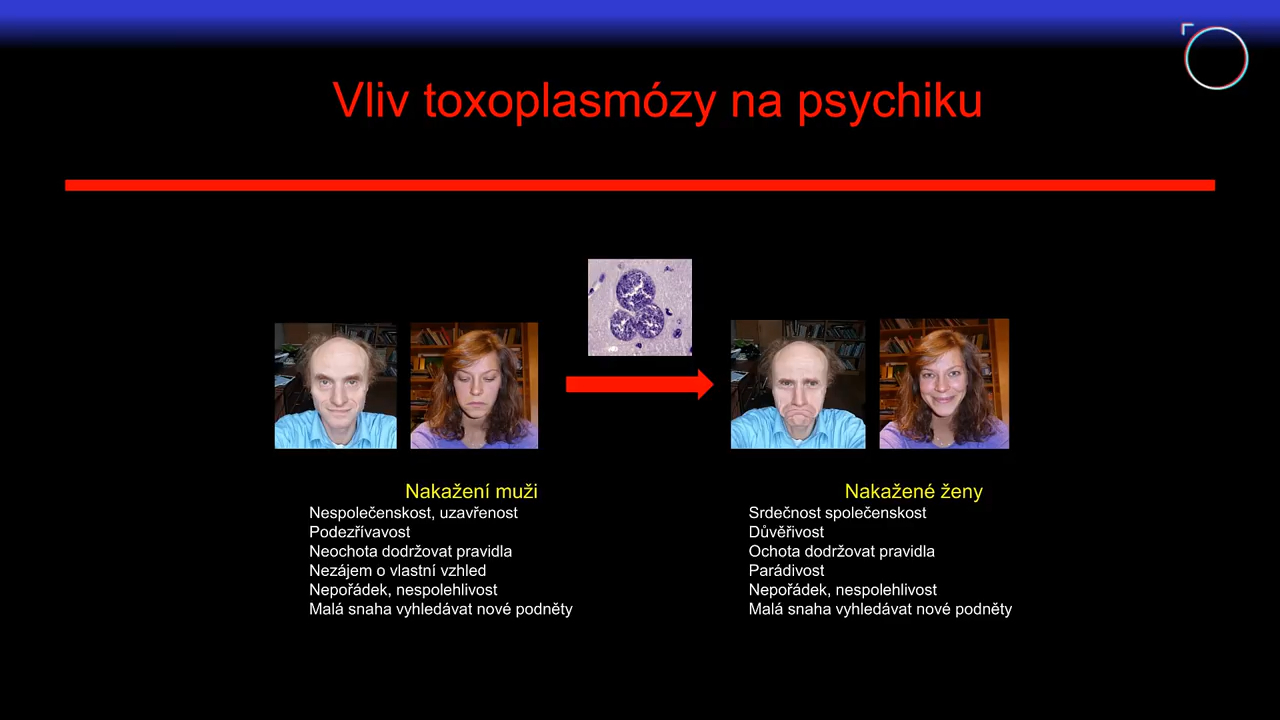 Vliv toxoplasmózy na psychiku
Nakažení muži
Nespolečenskost, uzavřenost
Podezřívavost
Neochota dodržovat pravidla
Nezájem o vlastní vzhled
Nepořádek, nespolehlivost
Malá snaha vyhledávat nové podněty
Nakažené ženy
Srdečnost společenskost
Důvěřivost
Ochota dodržovat pravidla
Parádivost
Nepořádek, nespolehlivost
Malá snaha vyhledávat nové podněty